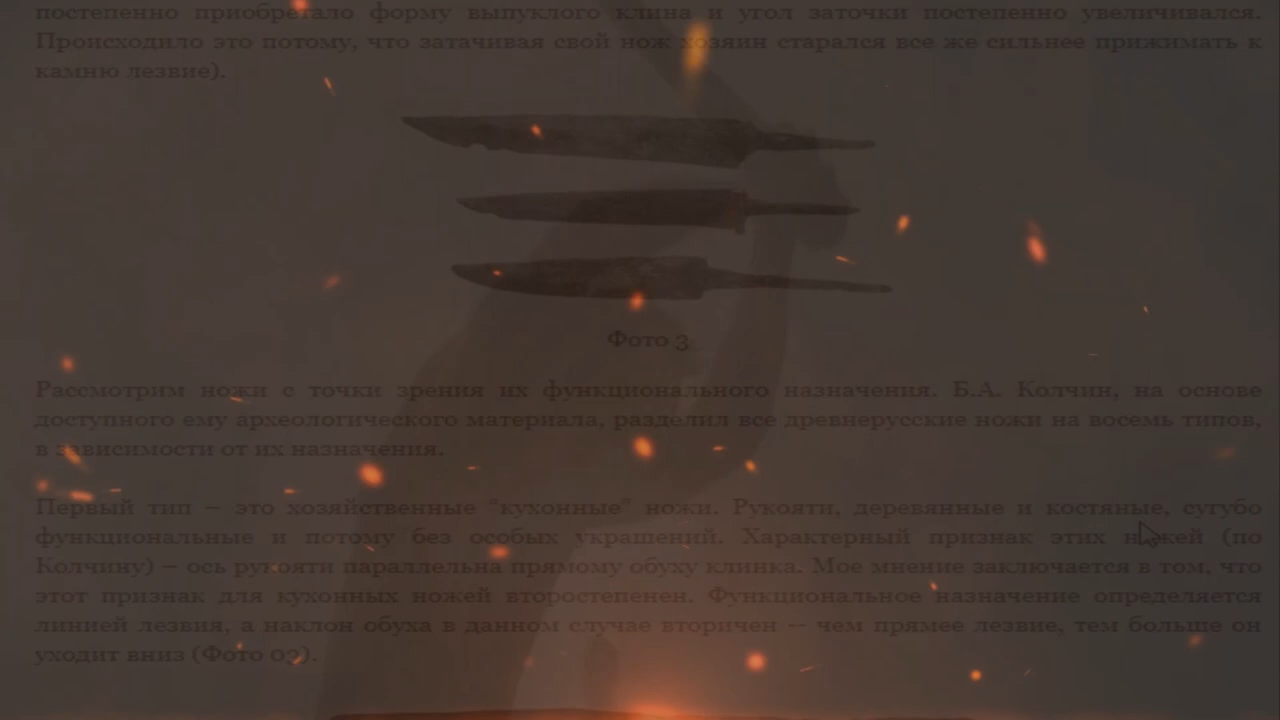 постепенно приобретало форму выпуклого клина и угол заточки постепенно увеличивался.
Происходило это потому, что затачивая свой нож хозяин старался все же сильнее прижимать к
камню лезвие).
Фото 3
Рассмотрим ножи с точки зрения их функционального назначения. Б.А. Колчин, на основе
доступного ему археологического материала, разделил все древнерусские ножи на восемь типов,
в зависимости от их назначения.
Первый тип – это хозяйственные "кухонные" ножи. Рукояти, деревянные и костяные, сугубо
функциональные и потому без особых украшений. Характерный признак этих ножей (по
Колчину) – ось рукояти параллельна прямому обуху клинка. Мое мнение заключается в том, что
этот признак для кухонных ножей второстепенен. Функциональное назначение определяется
линией лезвия, а наклон обуха в данном случае вторичен -- чем прямее лезвие, тем больше он
уходит вниз (Фото 03).